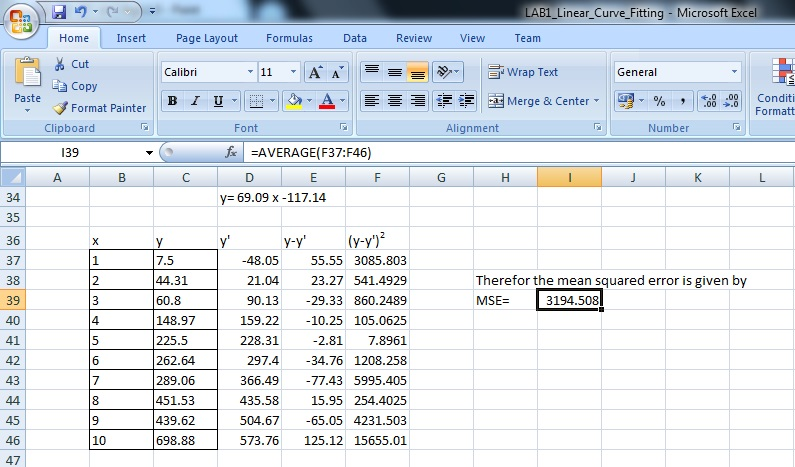 LAB1_Linear_Curve_Fitting - Microsoft Excel
Home Insert Page Layout Formulas Data Review View Team
Cut
Calibri 11 A A Wrap Text General
Copy
Paste Format Painter B I U A Merge & Center % , .00 .0 Conditi
Formatt
Clipboard Font Alignment Number
I39 fx =AVERAGE(F37:F46)
A B C D E F G H I J K L
34 y= 69.09 x -117.14
35
36 x y y' y-y' (y-y')²
37 1 7.5 -48.05 55.55 3085.803
38 2 44.31 21.04 23.27 541.4929 Therefor the mean squared error is given by
39 3 60.8 90.13 -29.33 860.2489 MSE= 3194.508
40 4 148.97 159.22 -10.25 105.0625
41 5 225.5 228.31 -2.81 7.8961
42 6 262.64 297.4 -34.76 1208.258
43 7 289.06 366.49 -77.43 5995.405
44 8 451.53 435.58 15.95 254.4025
45 9 439.62 504.67 -65.05 4231.503
46 10 698.88 573.76 125.12 15655.01
47